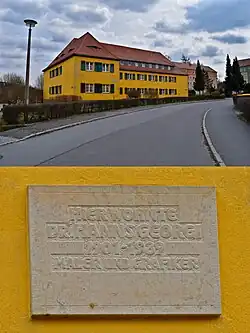 HIER WOHNTE
DR. HANNS GEORGI
1901-1989
MALER UND GRAFIKER